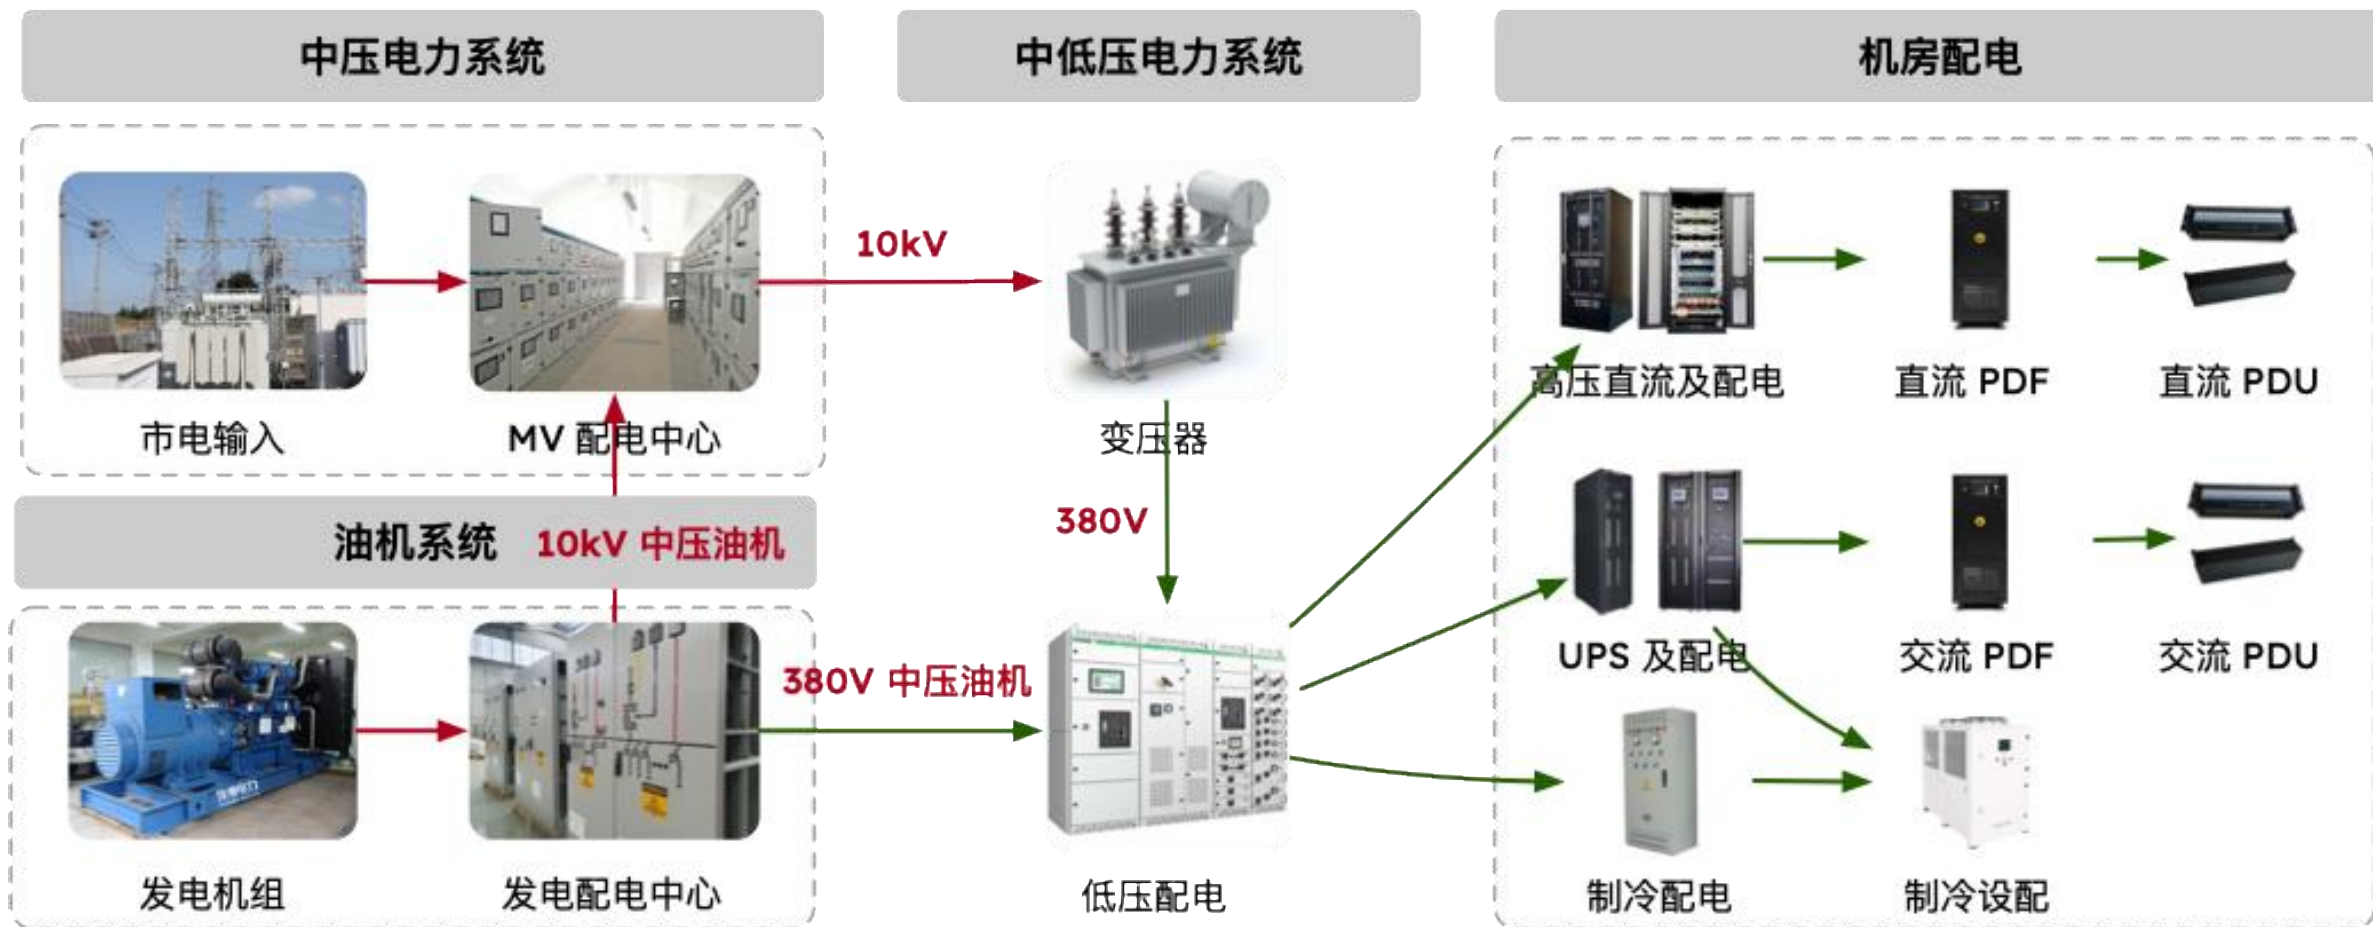 中压电力系统
中低压电力系统
机房配电
10kV
市电输入
MV 配电中心
变压器
高压直流及配电
直流 PDF
直流 PDU
380V
油机系统
10kV 中压油机
UPS 及配电
交流 PDF
交流 PDU
380V 中压油机
发电机组
发电配电中心
低压配电
制冷配电
制冷设配